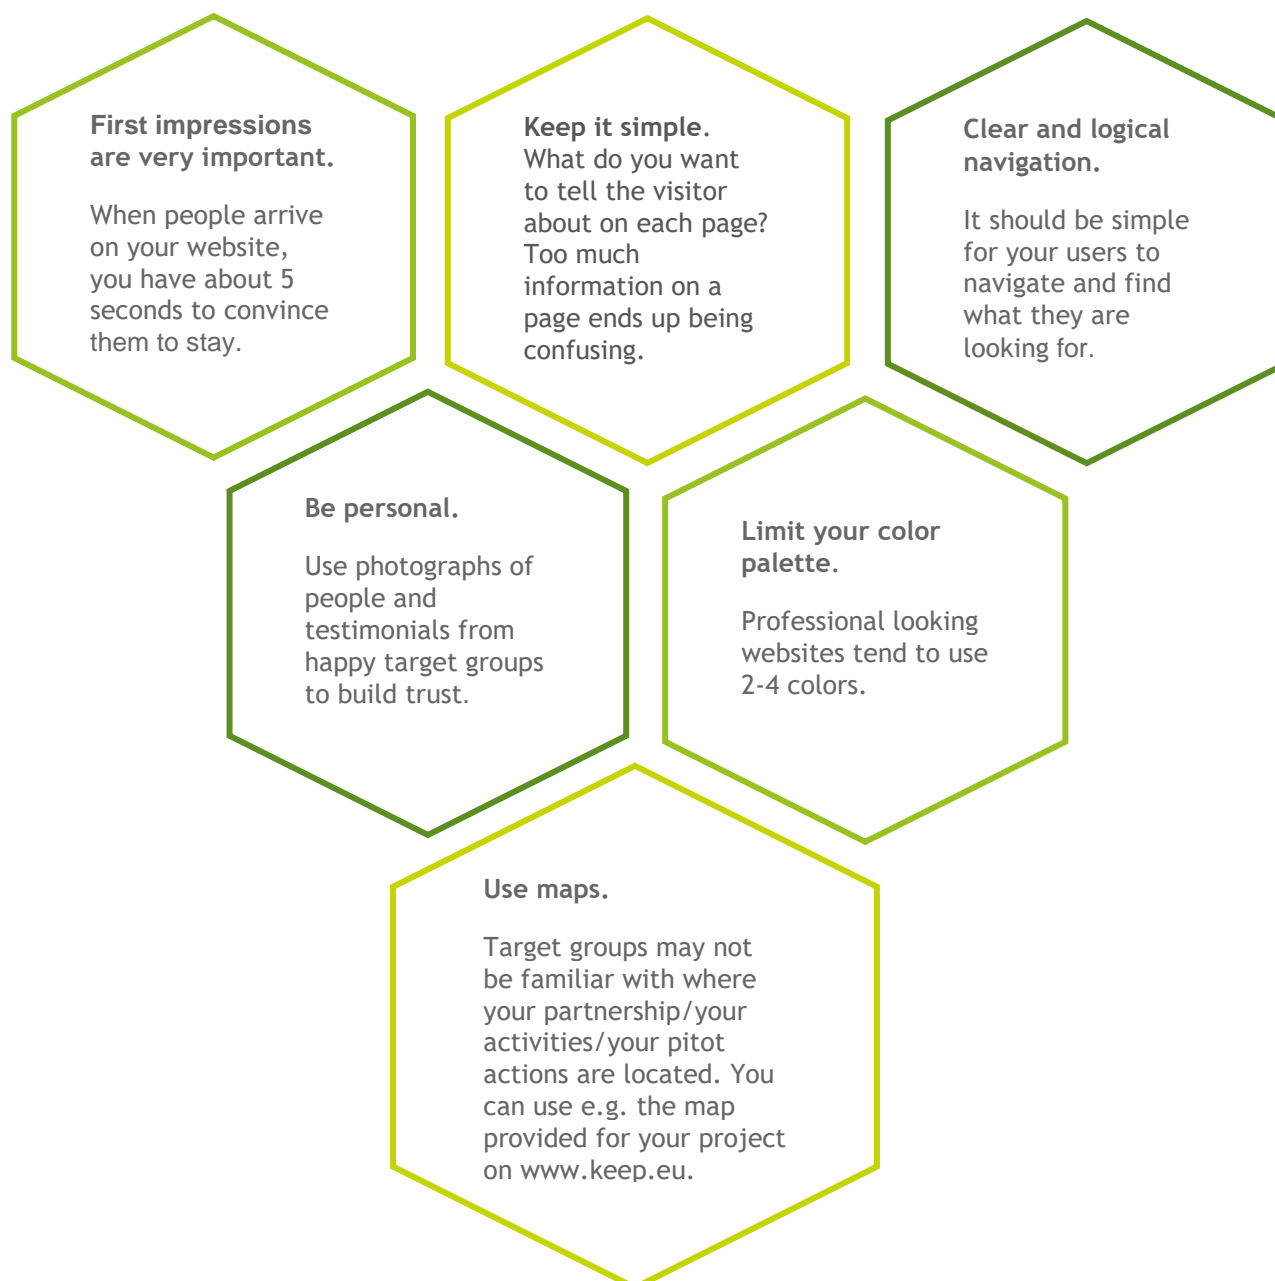 First impressions
are very important.
When people arrive
on your website,
you have about 5
seconds to convince
them to stay.
Keep it simple.
What do you want
to tell the visitor
about on each page?
Too much
information on a
page ends up being
confusing.
Clear and logical
navigation.
It should be simple
for your users to
navigate and find
what they are
looking for.
Be personal.
Use photographs of
people and
testimonials from
happy target groups
to build trust.
Limit your color
palette.
Professional looking
websites tend to use
2-4 colors.
Use maps.
Target groups may not
be familiar with where
your partnership/your
activities/your pitot
actions are located. You
can use e.g. the map
provided for your project
on www.keep.eu.